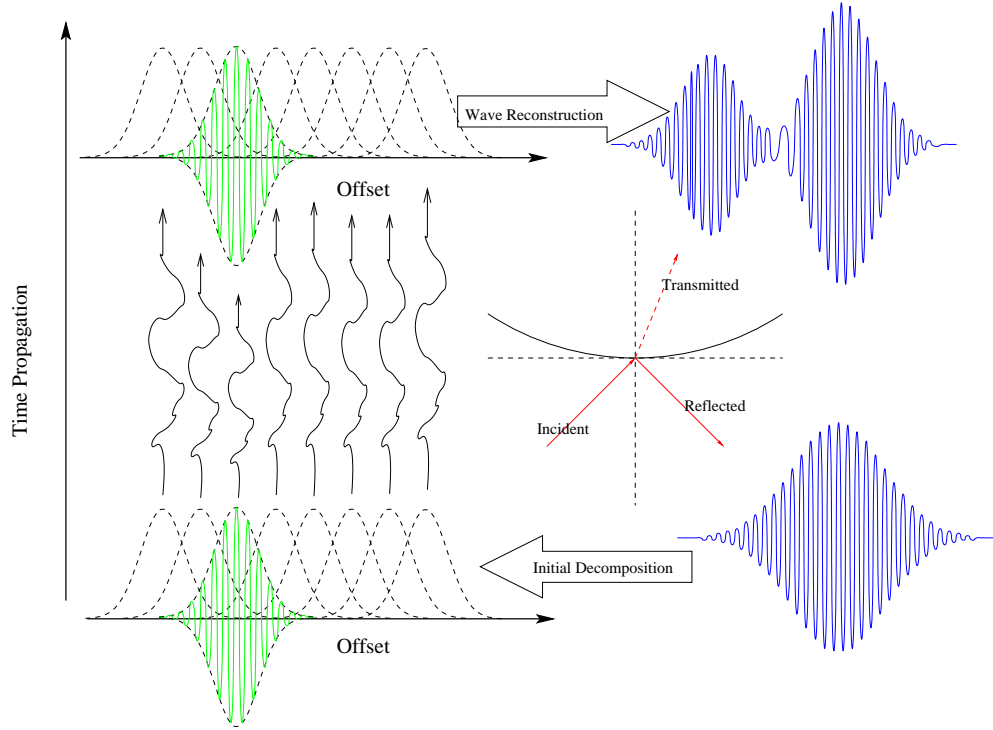 Wave Reconstruction
Offset
Transmitted
Time Propagation
Reflected
Incident
Initial Decomposition
Offset